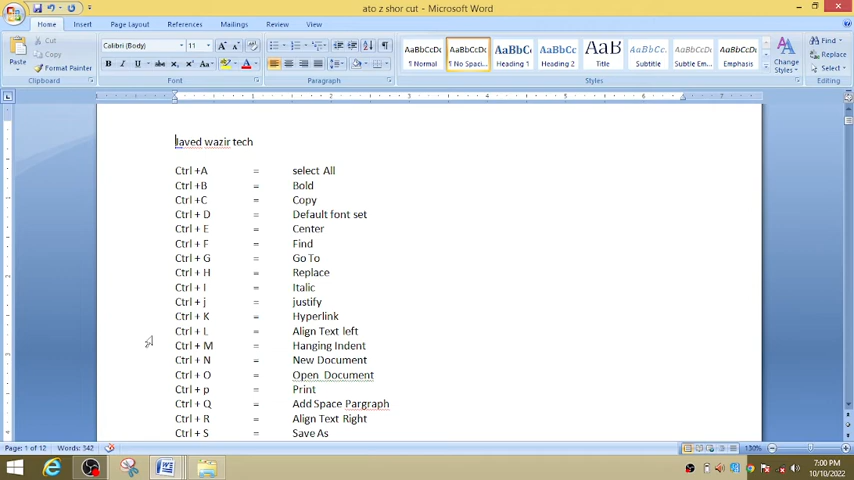 ato z shor cut - Microsoft Word
Home Insert Page Layout References Mailings Review View
Paste
Cut
Copy
Format Painter
Clipboard
Calibri (Body) 11
Font
Paragraph
AaBbCcDc AaBbCcDc AaBbCc AaBbCc AaB AaBbCc. AaBbCcDc AaBbCcDc
¶ Normal ¶ No Spaci... Heading 1 Heading 2 Title Subtitle Subtle Em... Emphasis
Change Styles
Styles
Find
Replace
Select
Editing
Javed wazir tech
Ctrl +A = select All
Ctrl +B = Bold
Ctrl +C = Copy
Ctrl + D = Default font set
Ctrl + E = Center
Ctrl + F = Find
Ctrl + G = Go To
Ctrl + H = Replace
Ctrl + I = Italic
Ctrl + j = justify
Ctrl + K = Hyperlink
Ctrl + L = Align Text left
Ctrl + M = Hanging Indent
Ctrl + N = New Document
Ctrl + O = Open Document
Ctrl + p = Print
Ctrl + Q = Add Space Pargraph
Ctrl + R = Align Text Right
Ctrl + S = Save As
Page: 1 of 12 Words: 342 130%
7:00 PM
10/10/2022